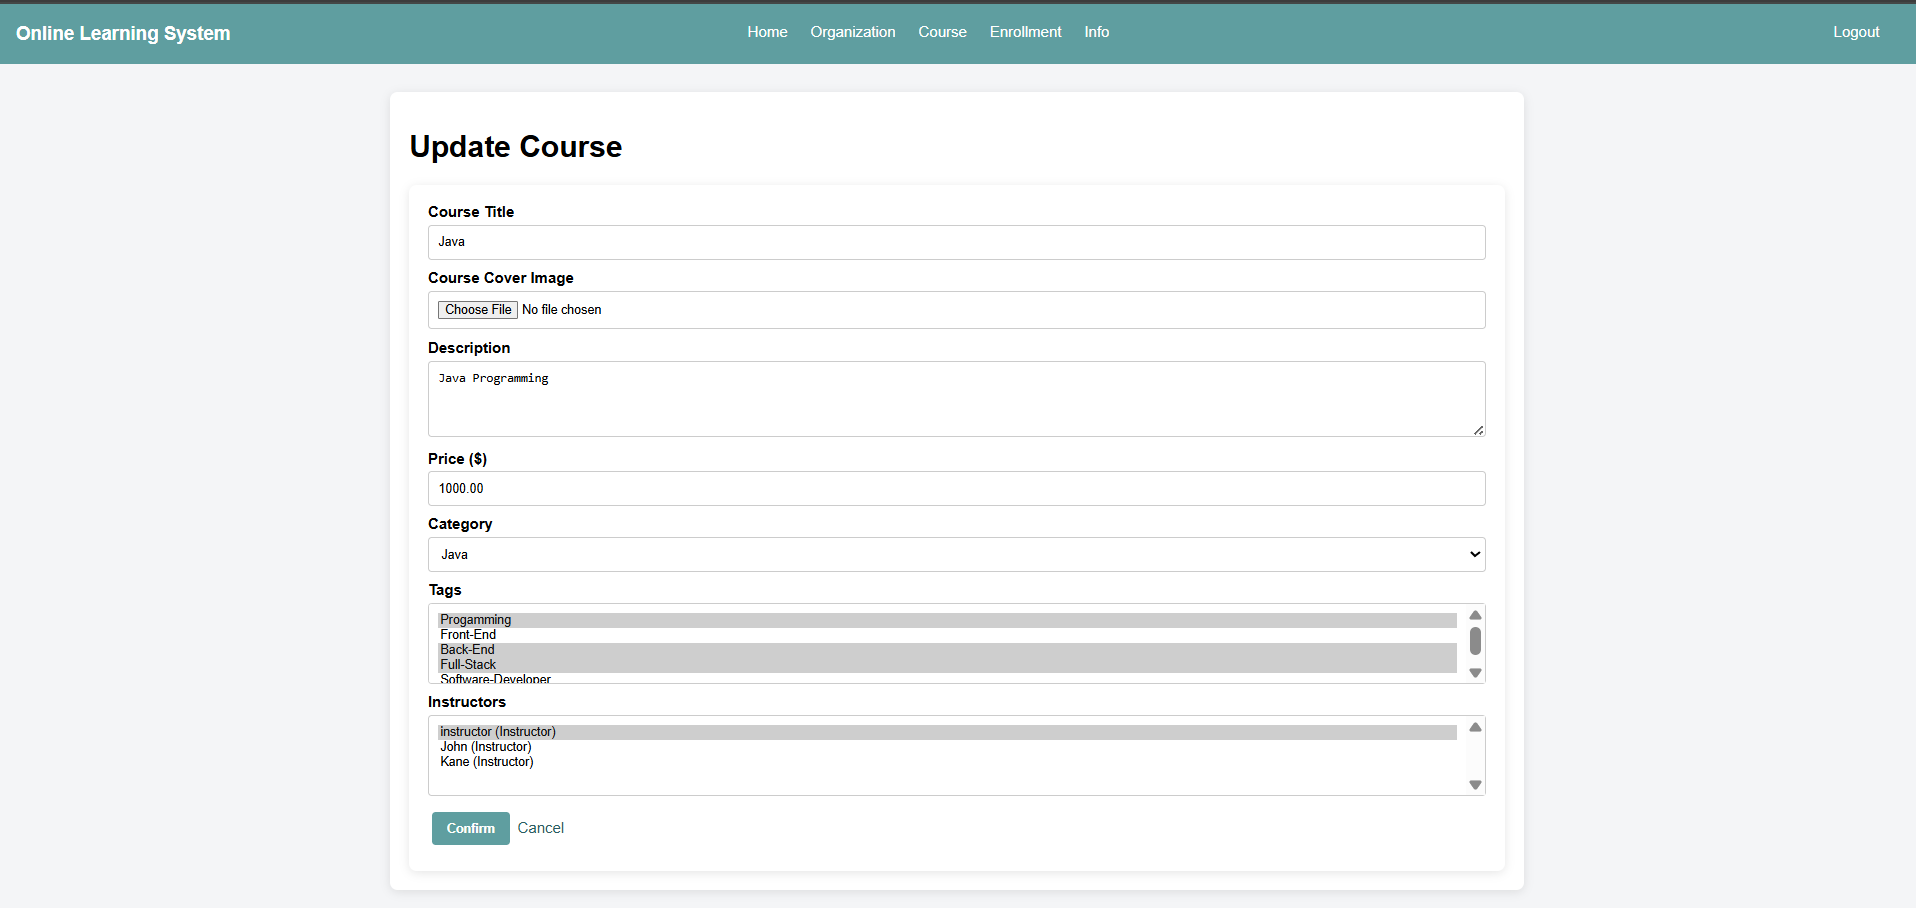 Online Learning System
Home Organization Course Enrollment Info
Logout
Update Course
Course Title
Java
Course Cover Image
Choose File No file chosen
Description
Java Programming
Price ($)
1000.00
Category
Java
Tags
Progamming
Front-End
Back-End
Full-Stack
Software-Developer
Instructors
instructor (Instructor)
John (Instructor)
Kane (Instructor)
Confirm Cancel